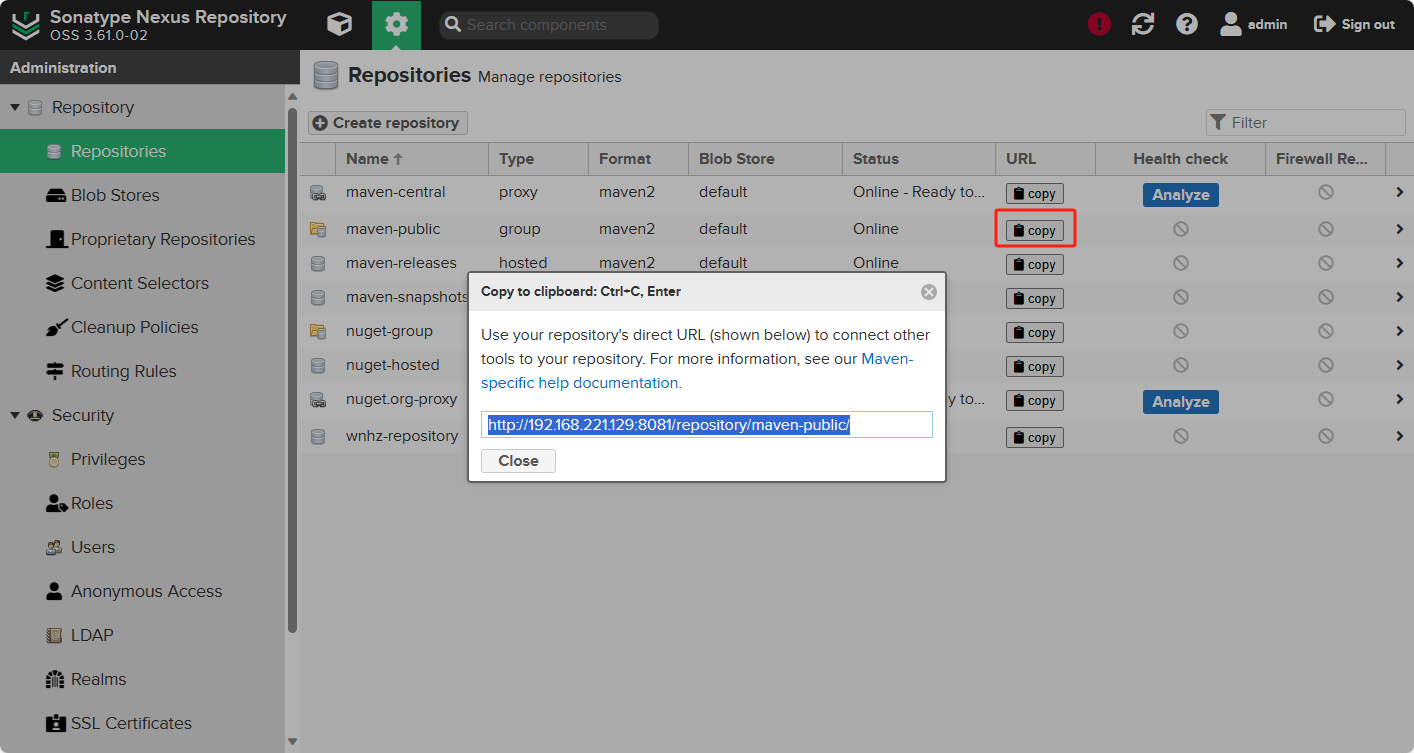 Sonatype Nexus Repository
OSS 3.61.0-02
Search components
admin
Sign out
Administration
Repository
Repositories
Blob Stores
Proprietary Repositories
Content Selectors
Cleanup Policies
Routing Rules
Security
Privileges
Roles
Users
Anonymous Access
LDAP
Realms
SSL Certificates
Repositories Manage repositories
Create repository
Filter
Name Type Format Blob Store Status URL Health check Firewall Re...
maven-central proxy maven2 default Online - Ready to... copy Analyze
maven-public group maven2 default Online copy
maven-releases hosted maven2 default Online copy
maven-snapshots copy
nuget-group copy
nuget-hosted copy
nuget.org-proxy y to... copy Analyze
wnhz-repository copy
Copy to clipboard: Ctrl+C, Enter
Use your repository's direct URL (shown below) to connect other
tools to your repository. For more information, see our Maven-
specific help documentation.
http://192.168.221.129:8081/repository/maven-public/
Close